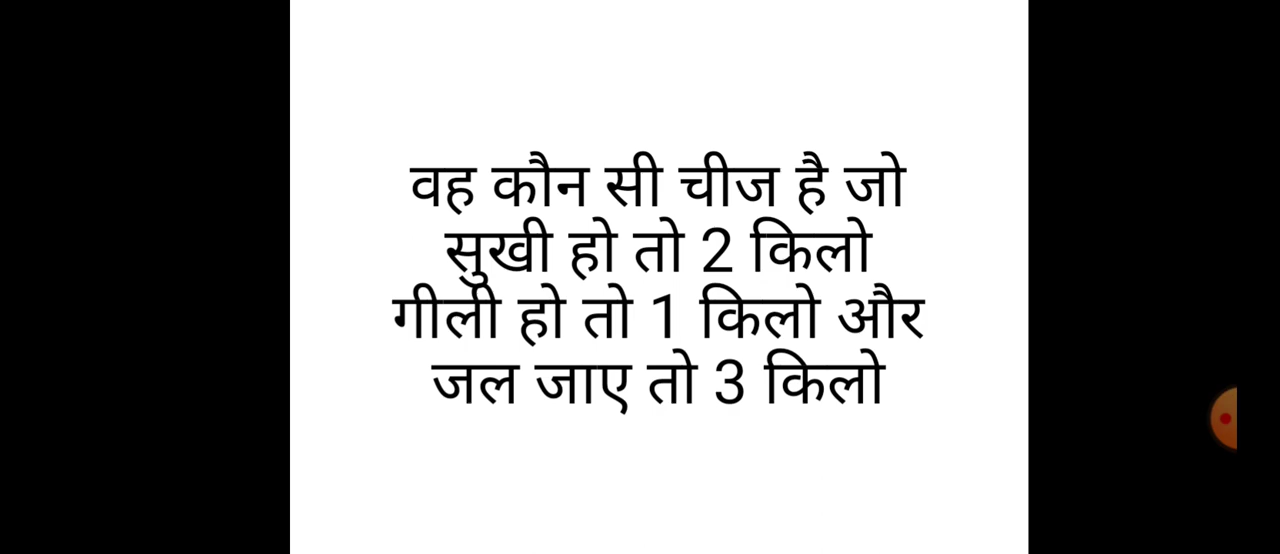 वह कौन सी चीज है जो
सुखी हो तो 2 किलो
गीली हो तो 1 किलो और
जल जाए तो 3 किलो